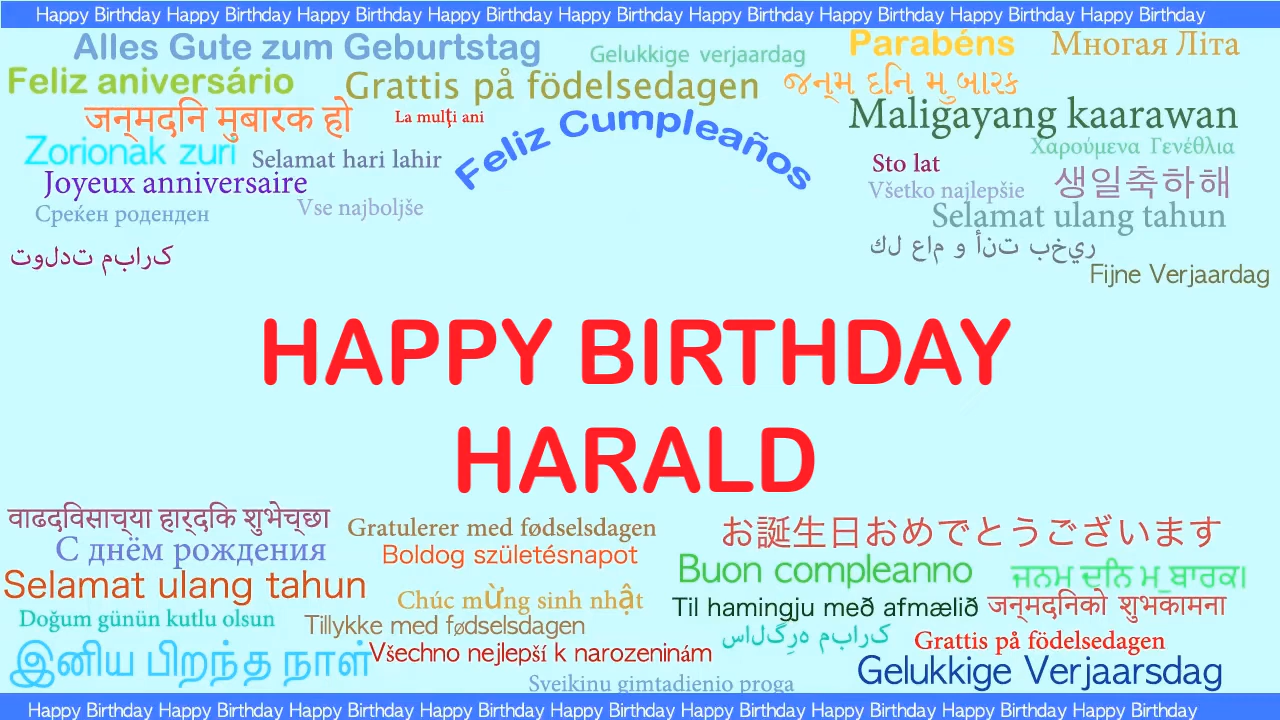 Happy Birthday Happy Birthday Happy Birthday Happy Birthday Happy Birthday Happy Birthday Happy Birthday Happy Birthday Happy Birthday
Alles Gute zum Geburtstag
Gelukkige verjaardag
Parabéns
Многая Літа
Feliz aniversário
Grattis på födelsedagen
જન્મ દનિ મુ બારક
जन्मदनि मुबारक हो
La mulţi ani
Feliz Cumpleaños
Maligayang kaarawan
Zorionak zuri
Selamat hari lahir
Χαρούμενα Γενέθλια
Sto lat
Joyeux anniversaire
Všetko najlepšie
생일축하해
Среќен роденден
Vse najboljše
Selamat ulang tahun
تولدت مبارک
كل عام و أنت بخير
Fijne Verjaardag
HAPPY BIRTHDAY
HARALD
वाढदविसाच्या हार्दकि शुभेच्छा
Gratulerer med fødselsdagen
お誕生日おめでとうございます
С днём рождения
Boldog születésnapot
Buon compleanno
ਜਨਮ ਦਨਿ ਮੁਬਾਰਕ।
Selamat ulang tahun
Chúc mừng sinh nhật
Til hamingju með afmælið
जन्मदनिको शुभकामना
Doğum günün kutlu olsun
Tillykke med fødselsdagen
سالگرہ مبارک
Grattis på födelsedagen
இனிய பிறந்த நாள்
Všechno nejlepší k narozeninám
Gelukkige Verjaarsdag
Sveikinu gimtadienio proga
Happy Birthday Happy Birthday Happy Birthday Happy Birthday Happy Birthday Happy Birthday Happy Birthday Happy Birthday Happy Birthday